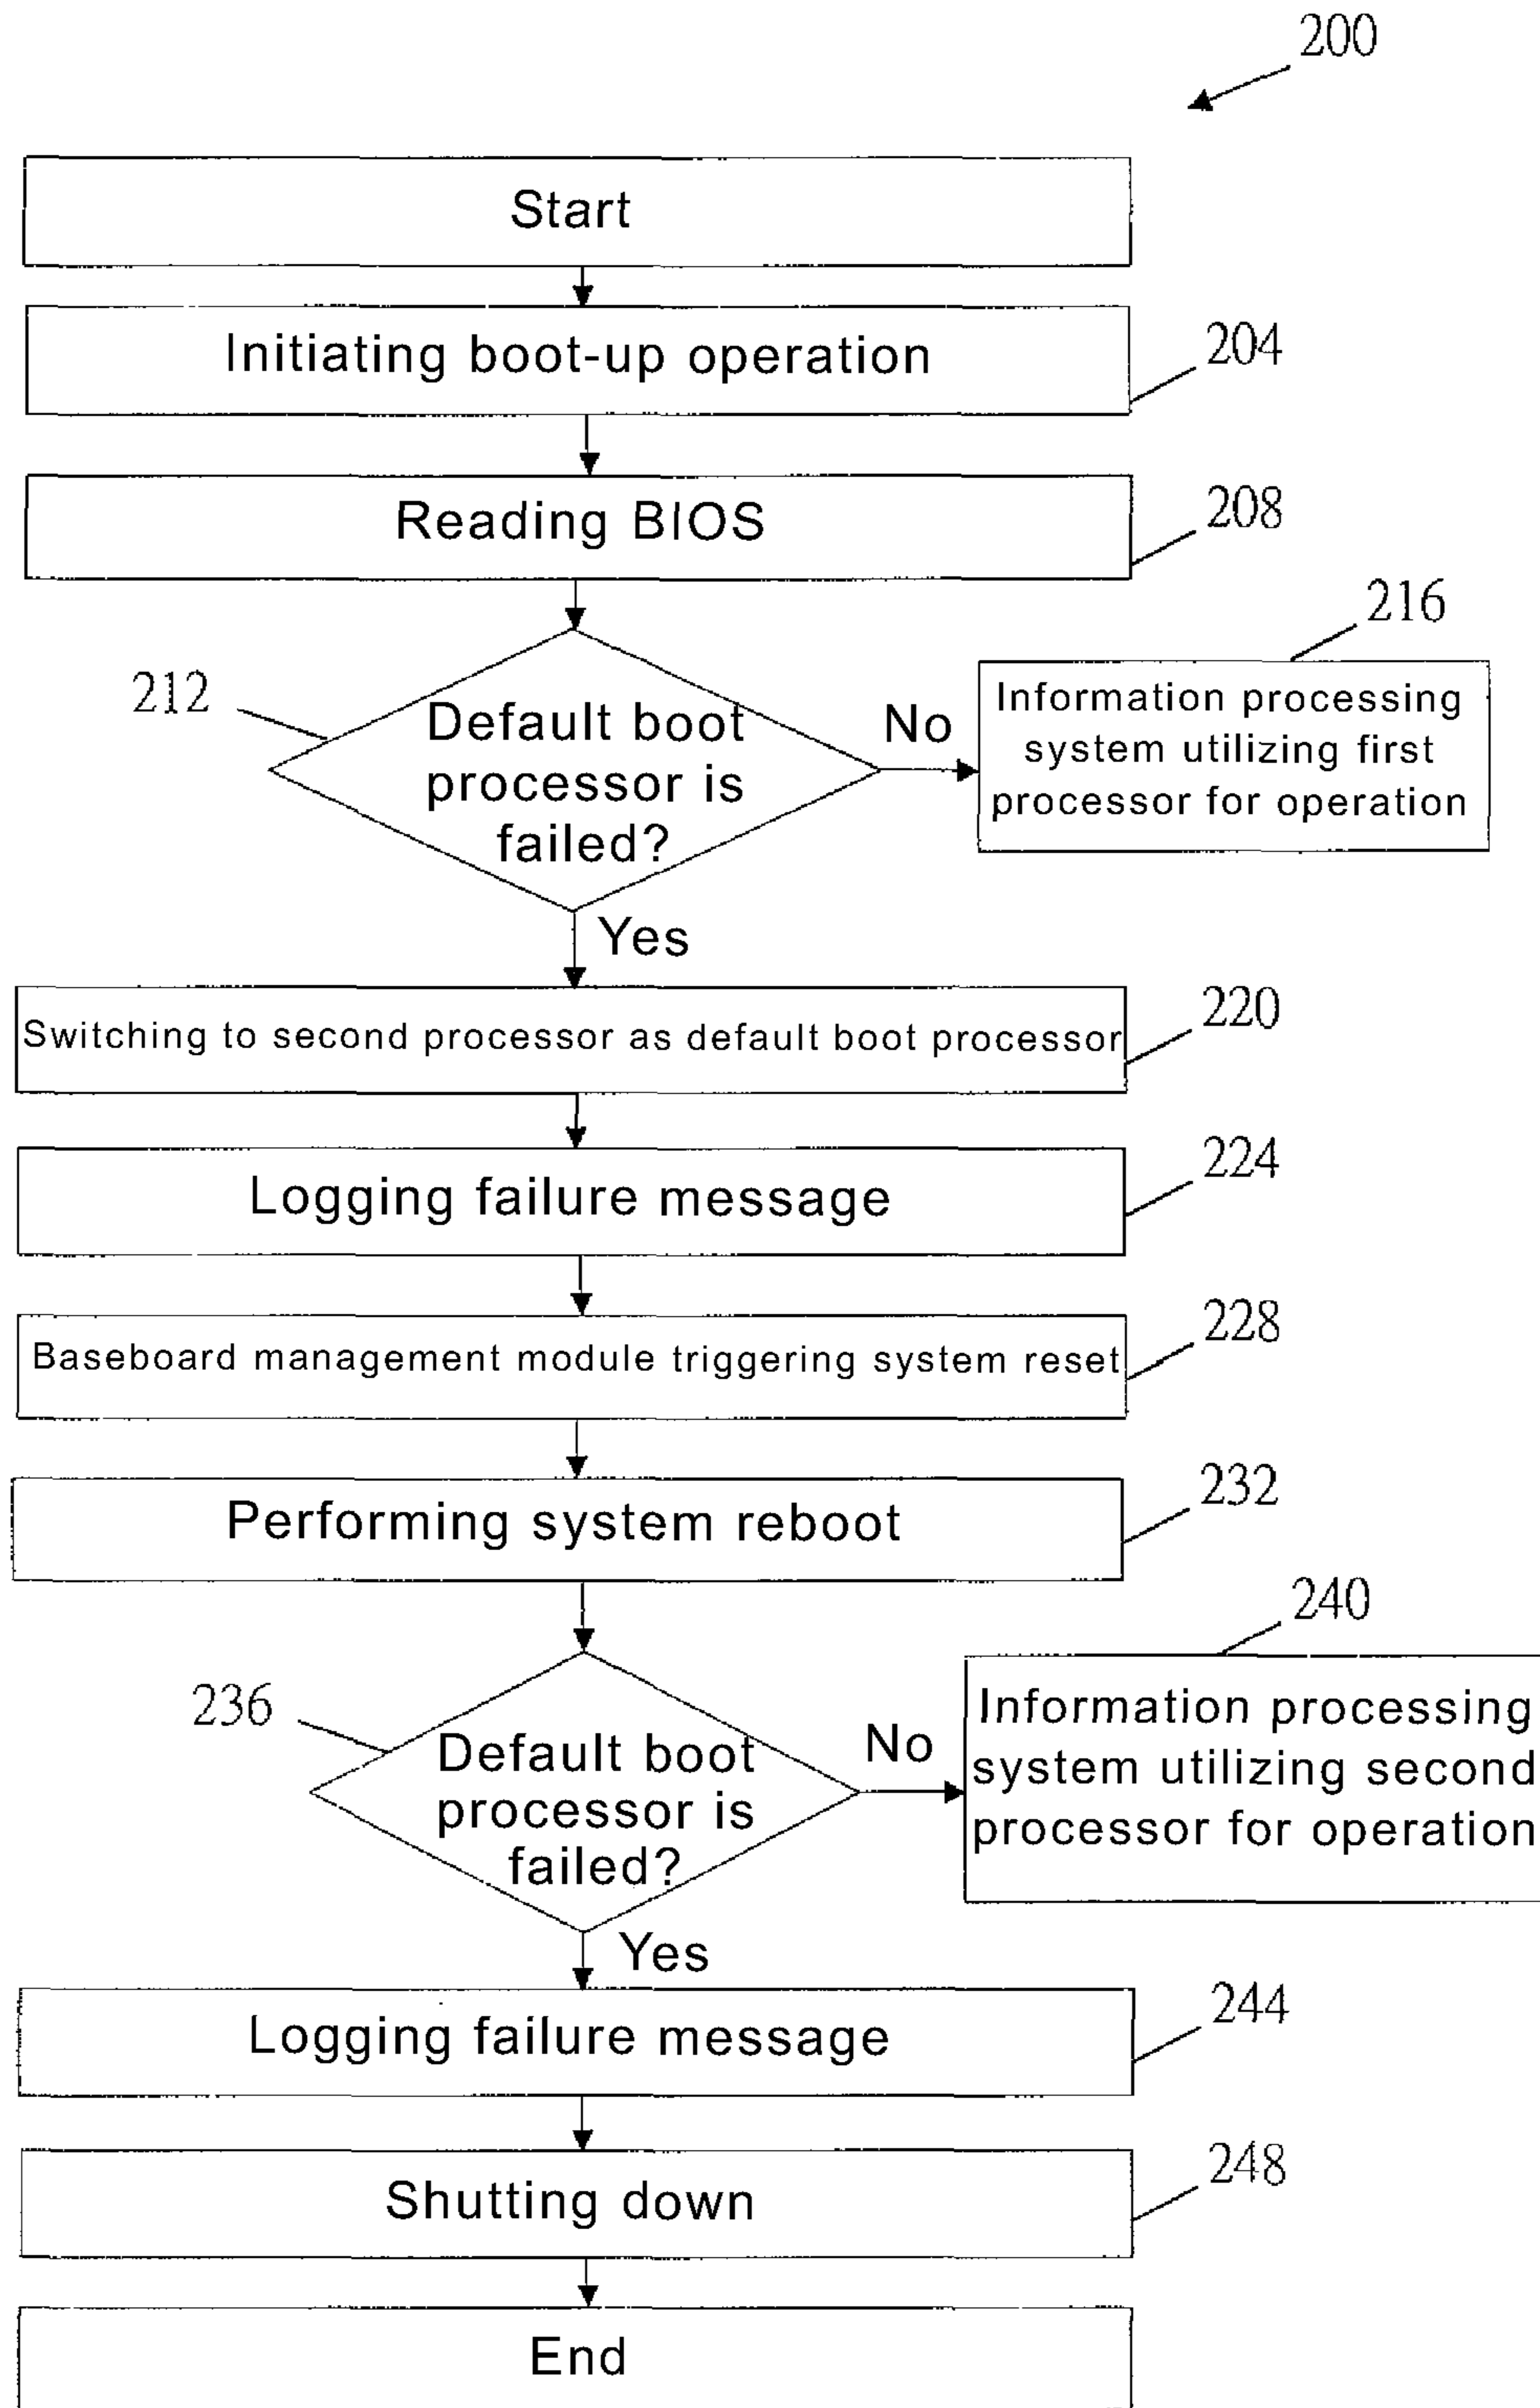 200
Start
Initiating boot-up operation
204
Reading BIOS
208
212
Default boot
processor is
failed?
No
216
Information processing
system utilizing first
processor for operation
Yes
Switching to second processor as default boot processor
220
Logging failure message
224
Baseboard management module triggering system reset
228
Performing system reboot
232
236
Default boot
processor is
failed?
No
240
Information processing
system utilizing second
processor for operation
Yes
Logging failure message
244
Shutting down
248
End